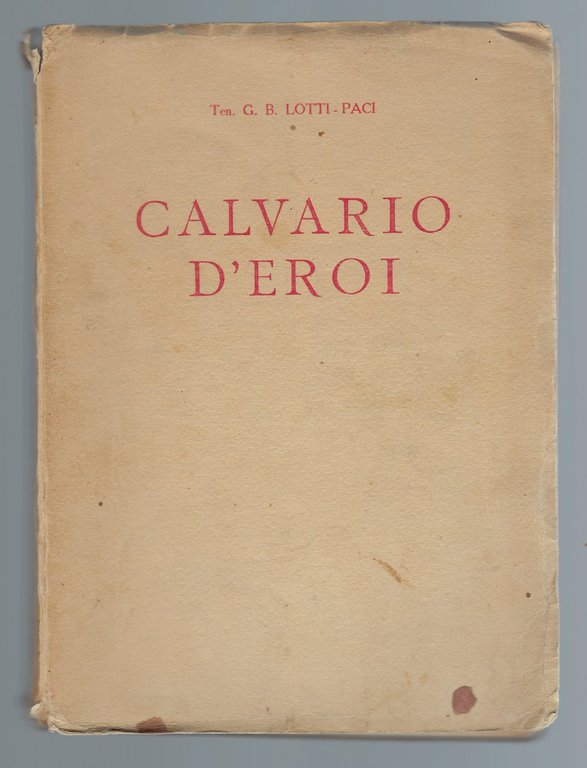 Ten. G. B. LOTTI - PACI
CALVARIO
D'EROI